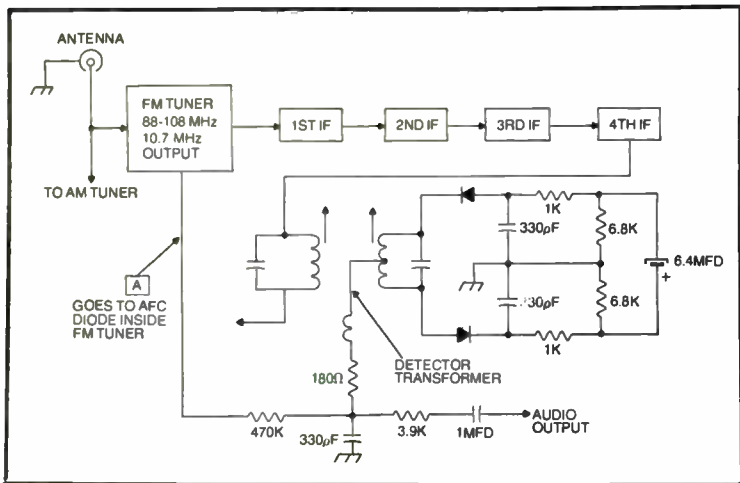 ANTENNA
FM TUNER
88-108 MHz
10.7 MHz
OUTPUT
1ST IF
2ND IF
3RD IF
4TH IF
TO AM TUNER
A
GOES TO AFC
DIODE INSIDE
FM TUNER
1K
330pF
6.8K
6.4MFD
+
30pF
6.8K
1K
DETECTOR
TRANSFORMER
180Ω
470K
330pF
3.9K
1MFD
AUDIO
OUTPUT